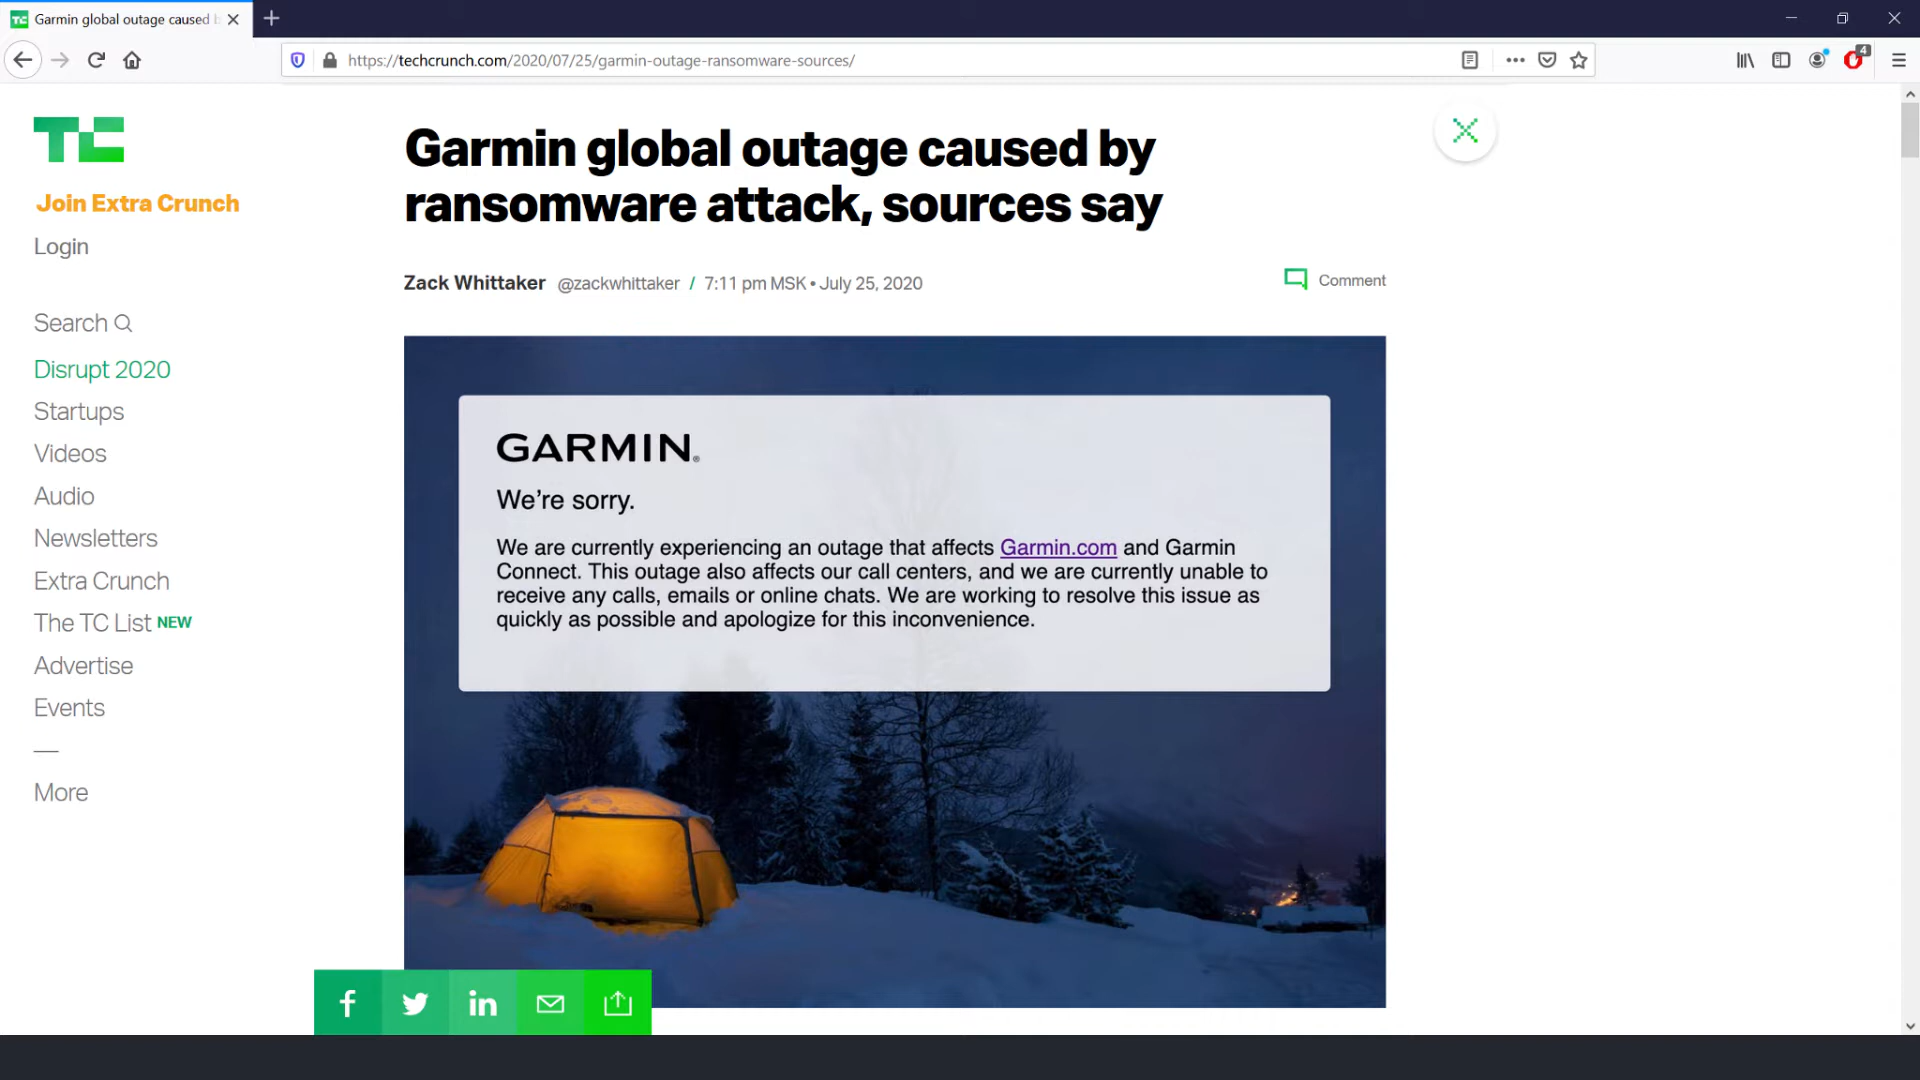 Garmin global outage caused b
https://techcrunch.com/2020/07/25/garmin-outage-ransomware-sources/
4
TC
Join Extra Crunch
Login
Search
Disrupt 2020
Startups
Videos
Audio
Newsletters
Extra Crunch
The TC List NEW
Advertise
Events
More
Garmin global outage caused by
ransomware attack, sources say
Zack Whittaker @zackwhittaker / 7:11 pm MSK • July 25, 2020
Comment
GARMIN®
We're sorry.
We are currently experiencing an outage that affects Garmin.com and Garmin
Connect. This outage also affects our call centers, and we are currently unable to
receive any calls, emails or online chats. We are working to resolve this issue as
quickly as possible and apologize for this inconvenience.